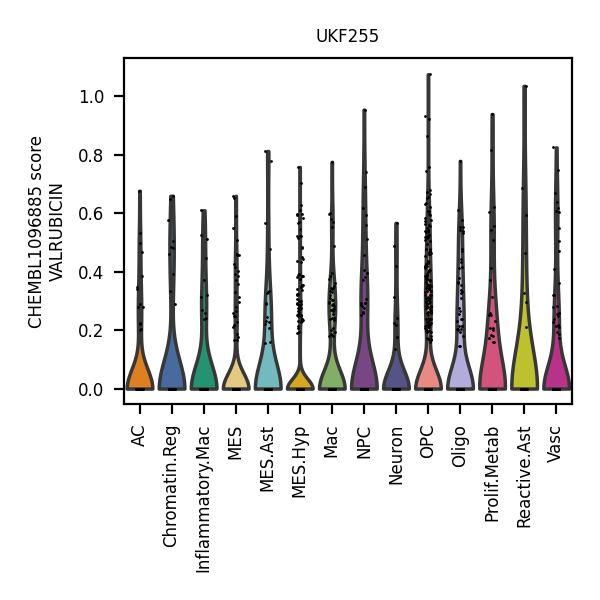 UKF255
CHEMBL1096885 score
VALRUBICIN
1.0
0.8
0.6
0.4
0.2
0.0
AC
Chromatin.Reg
Inflammatory.Mac
MES
MES.Ast
MES.Hyp
Mac
NPC
Neuron
OPC
Oligo
Prolif.Metab
Reactive.Ast
Vasc